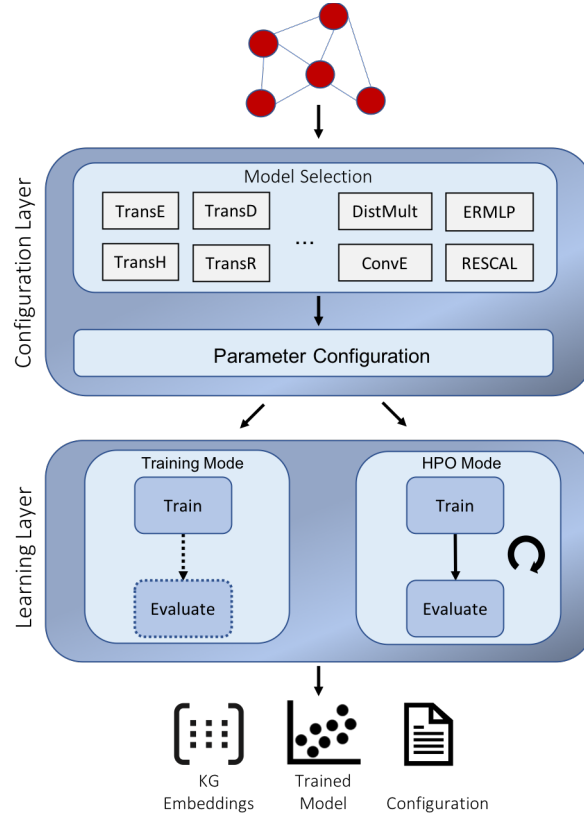 Configuration Layer
Model Selection
TransE
TransD
DistMult
ERMLP
...
TransH
TransR
ConvE
RESCAL
Parameter Configuration
Learning Layer
Training Mode
HPO Mode
Train
Train
Evaluate
Evaluate
KG
Embeddings
Trained
Model
Configuration